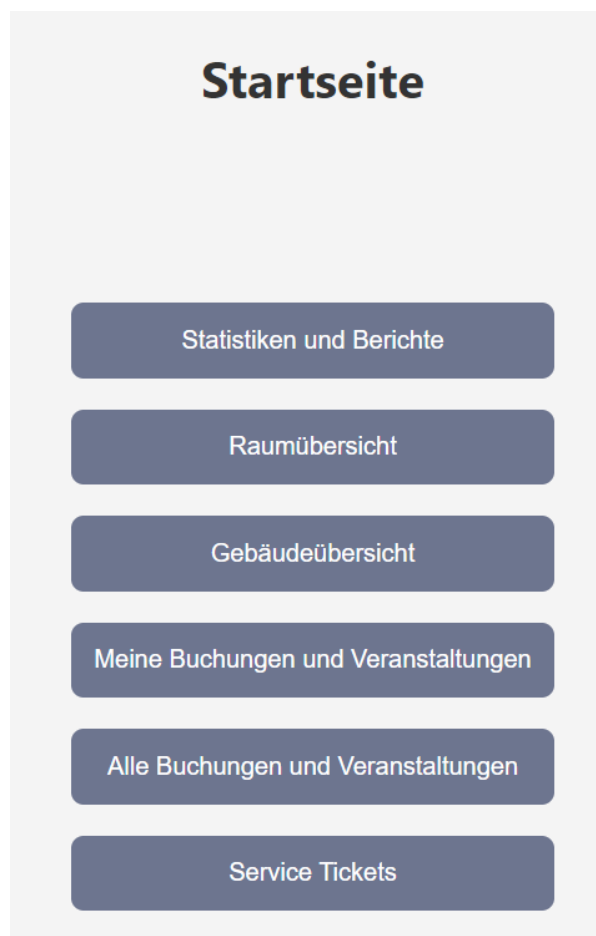 Startseite
Statistiken und Berichte
Raumübersicht
Gebäudeübersicht
Meine Buchungen und Veranstaltungen
Alle Buchungen und Veranstaltungen
Service Tickets